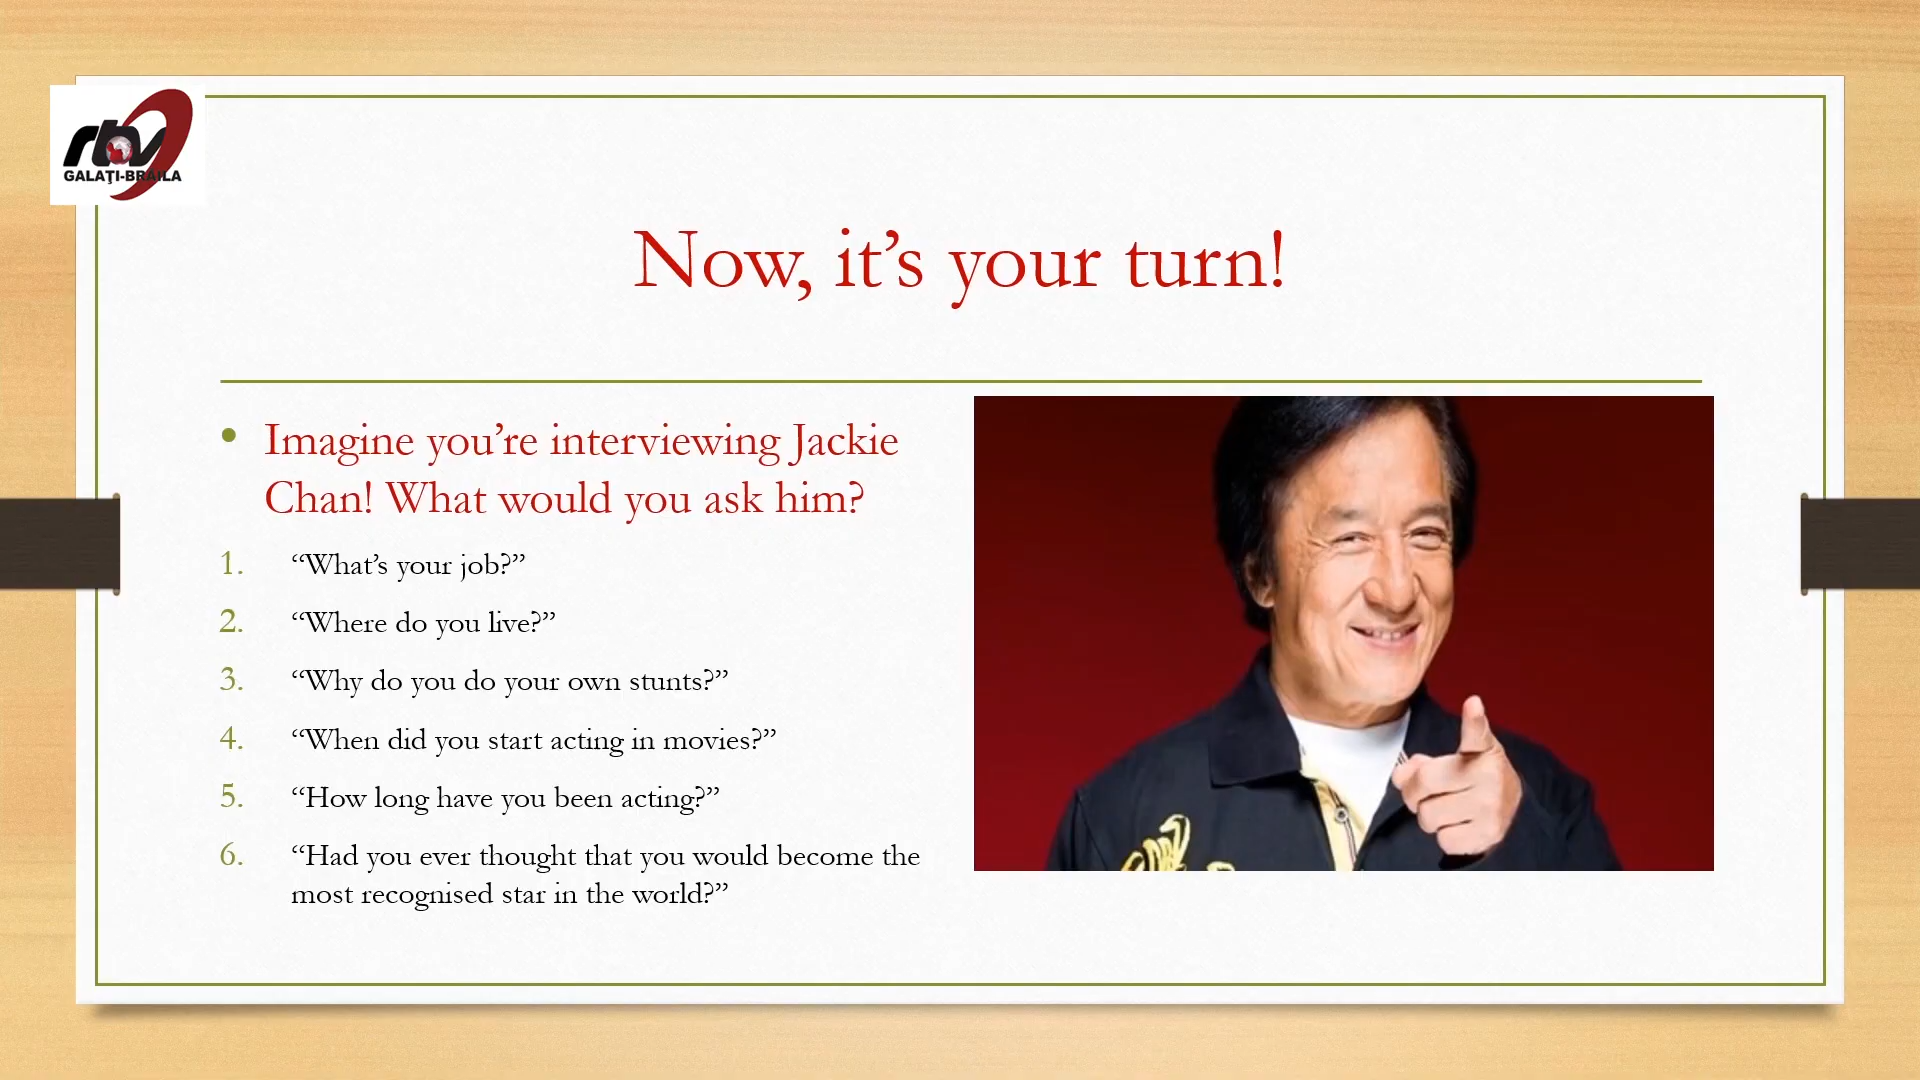 rtv
GALAŢI-BRAILA
Now, it’s your turn!
• Imagine you’re interviewing Jackie
Chan! What would you ask him?
1. “What’s your job?”
2. “Where do you live?”
3. “Why do you do your own stunts?”
4. “When did you start acting in movies?”
5. “How long have you been acting?”
6. “Had you ever thought that you would become the
most recognised star in the world?”